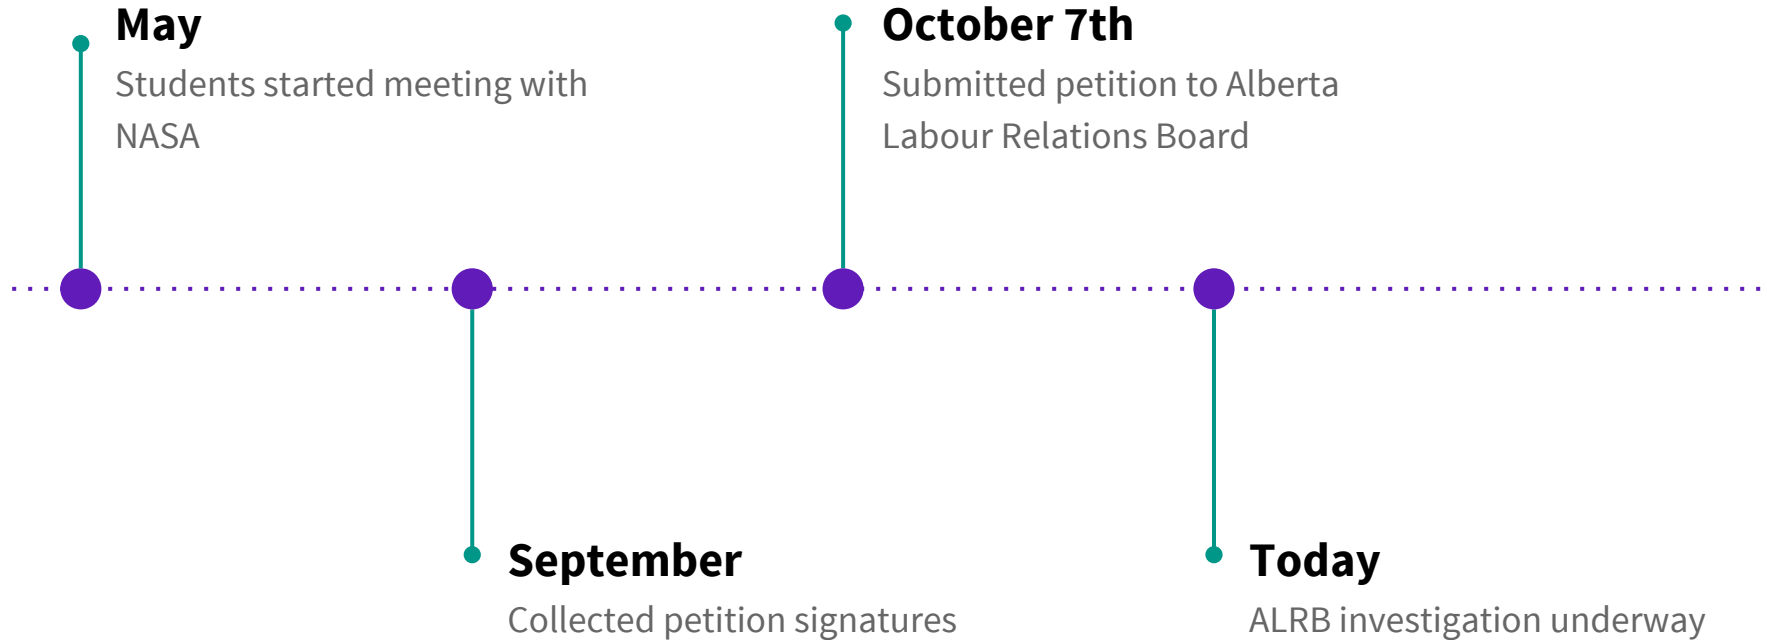 May
Students started meeting with
NASA
October 7th
Submitted petition to Alberta
Labour Relations Board
September
Collected petition signatures
Today
ALRB investigation underway